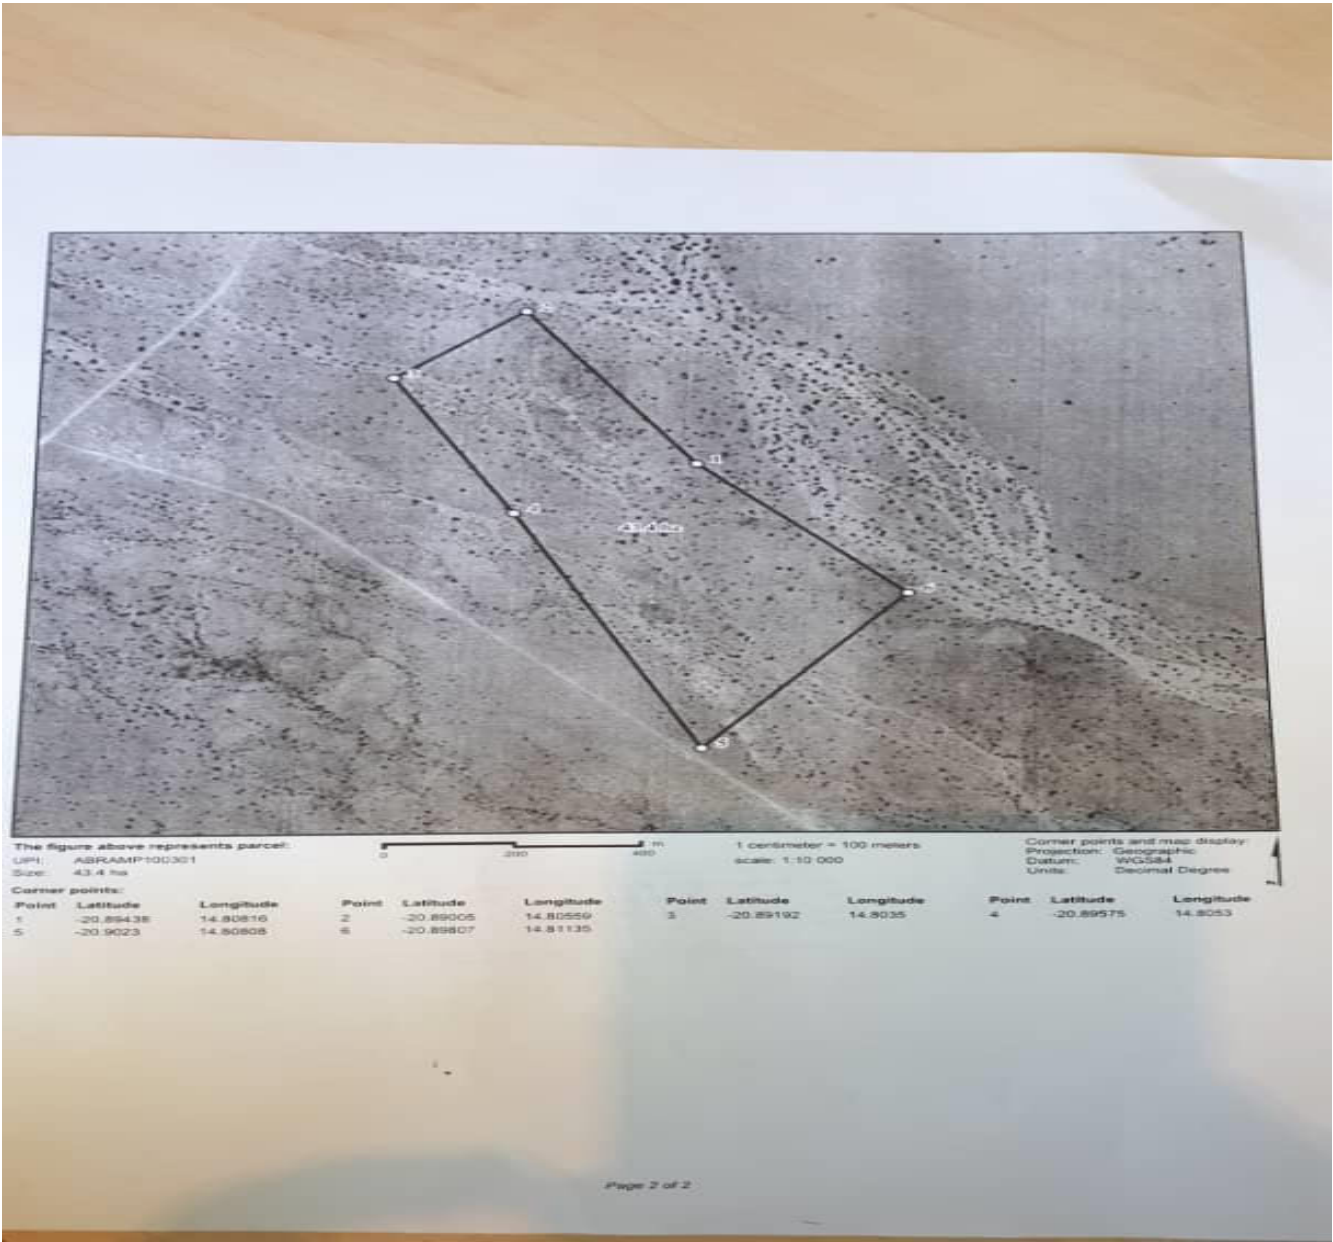 The figure above represents parcel:
UPI: ABRAMP100301
Size: 43.4 ha
0 200 400 m
1 centimeter = 100 meters
scale: 1:10 000
Corner points and map display:
Projection: Geographic
Datum: WGS84
Units: Decimal Degree
Corner points:
Point Latitude Longitude Point Latitude Longitude Point Latitude Longitude Point Latitude Longitude
1 -20.89438 14.80816 2 -20.89005 14.80559 3 -20.89192 14.8035 4 -20.89575 14.8053
5 -20.9023 14.80808 6 -20.89807 14.81135
Page 2 of 2